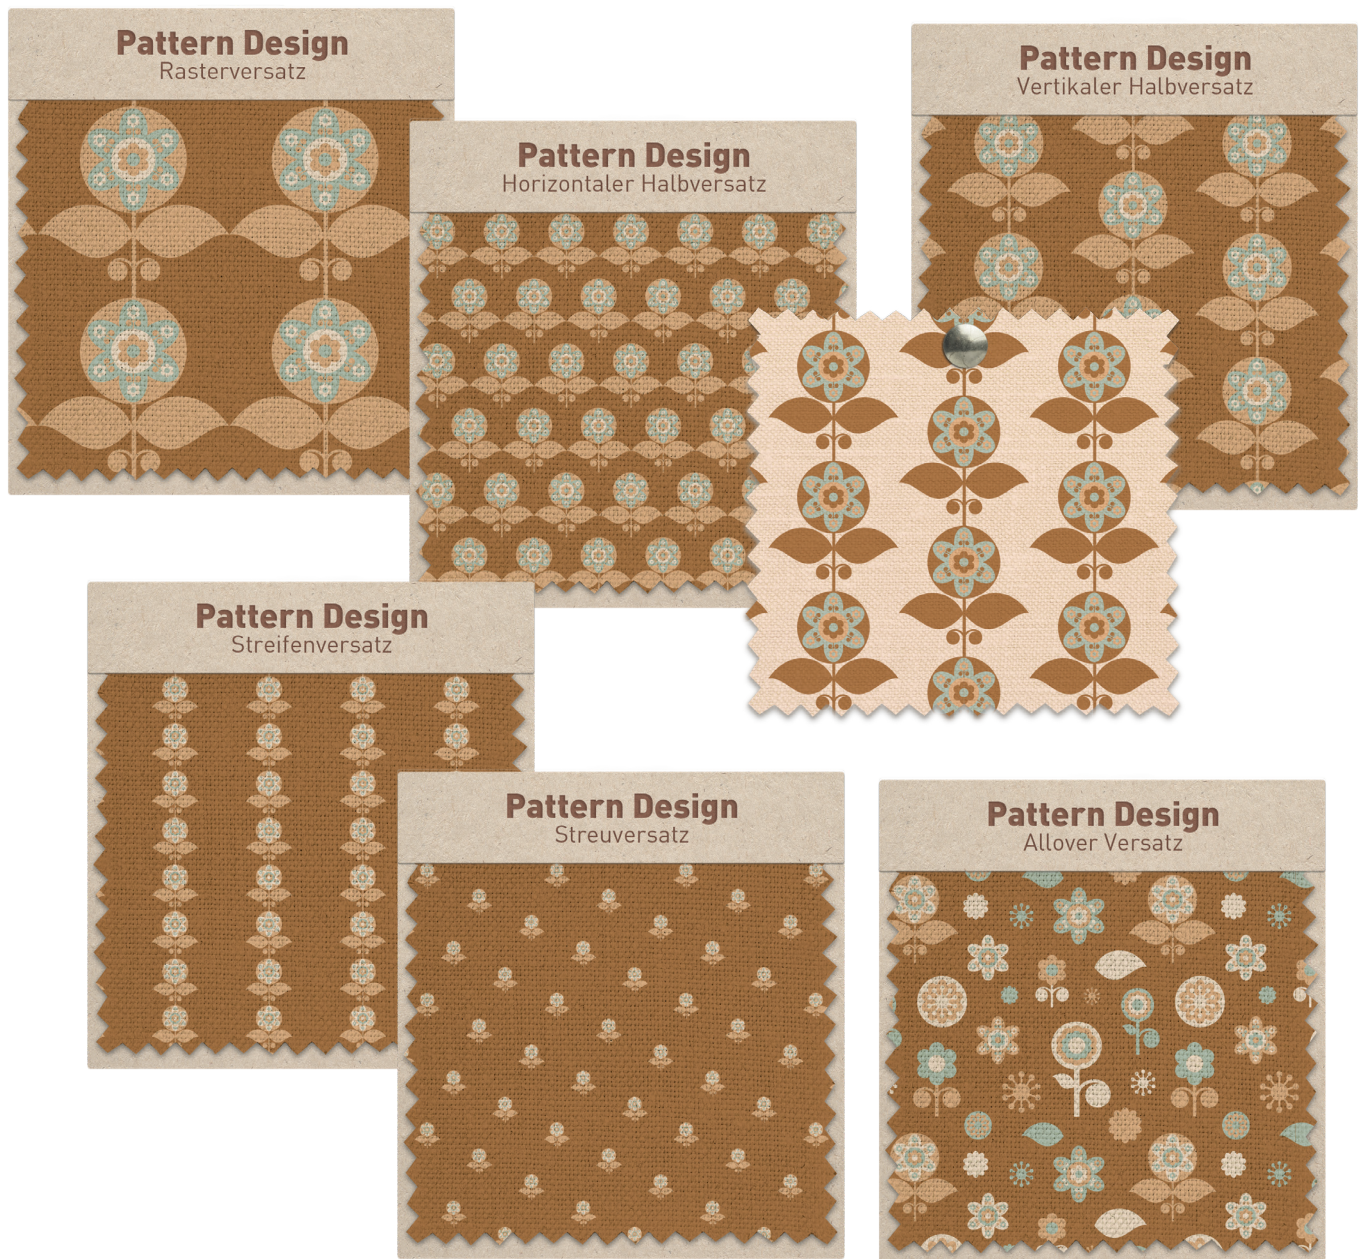 Pattern Design
Rasterversatz
Pattern Design
Horizontaler Halbversatz
Pattern Design
Vertikaler Halbversatz
Pattern Design
Streifenversatz
Pattern Design
Streuversatz
Pattern Design
Allover Versatz